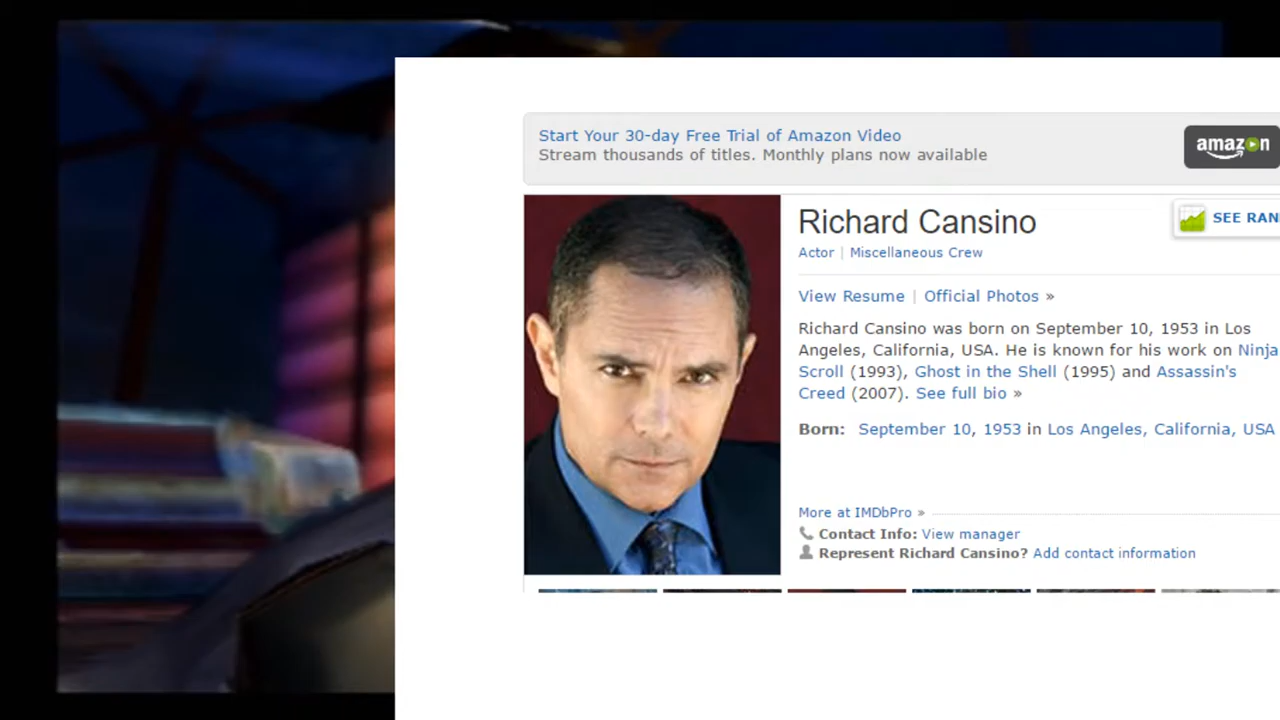 Start Your 30-day Free Trial of Amazon Video
Stream thousands of titles. Monthly plans now available
amazon
Richard Cansino
SEE RAN
Actor | Miscellaneous Crew
View Resume | Official Photos »
Richard Cansino was born on September 10, 1953 in Los
Angeles, California, USA. He is known for his work on Ninja
Scroll (1993), Ghost in the Shell (1995) and Assassin's
Creed (2007). See full bio »
Born: September 10, 1953 in Los Angeles, California, USA
More at IMDbPro »
Contact Info: View manager
Represent Richard Cansino? Add contact information